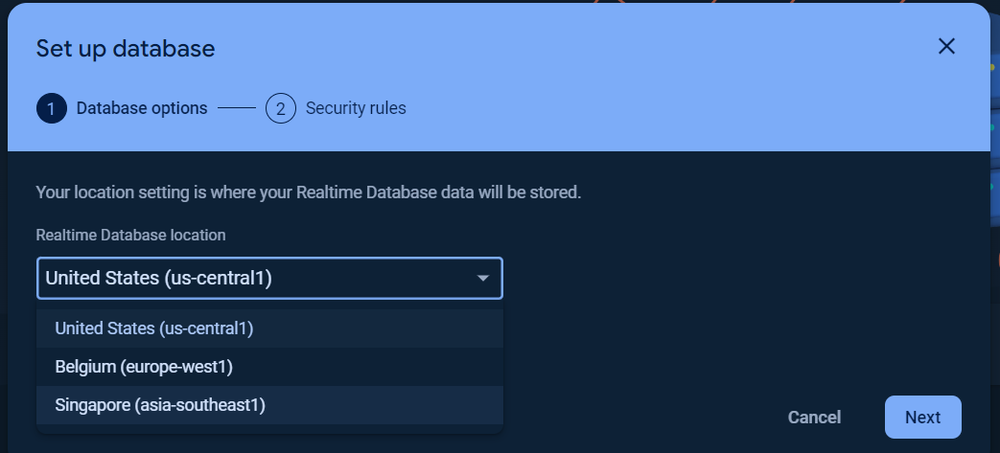 Set up database
1 Database options 2 Security rules
Your location setting is where your Realtime Database data will be stored.
Realtime Database location
United States (us-central1)
United States (us-central1)
Belgium (europe-west1)
Singapore (asia-southeast1)
Cancel Next